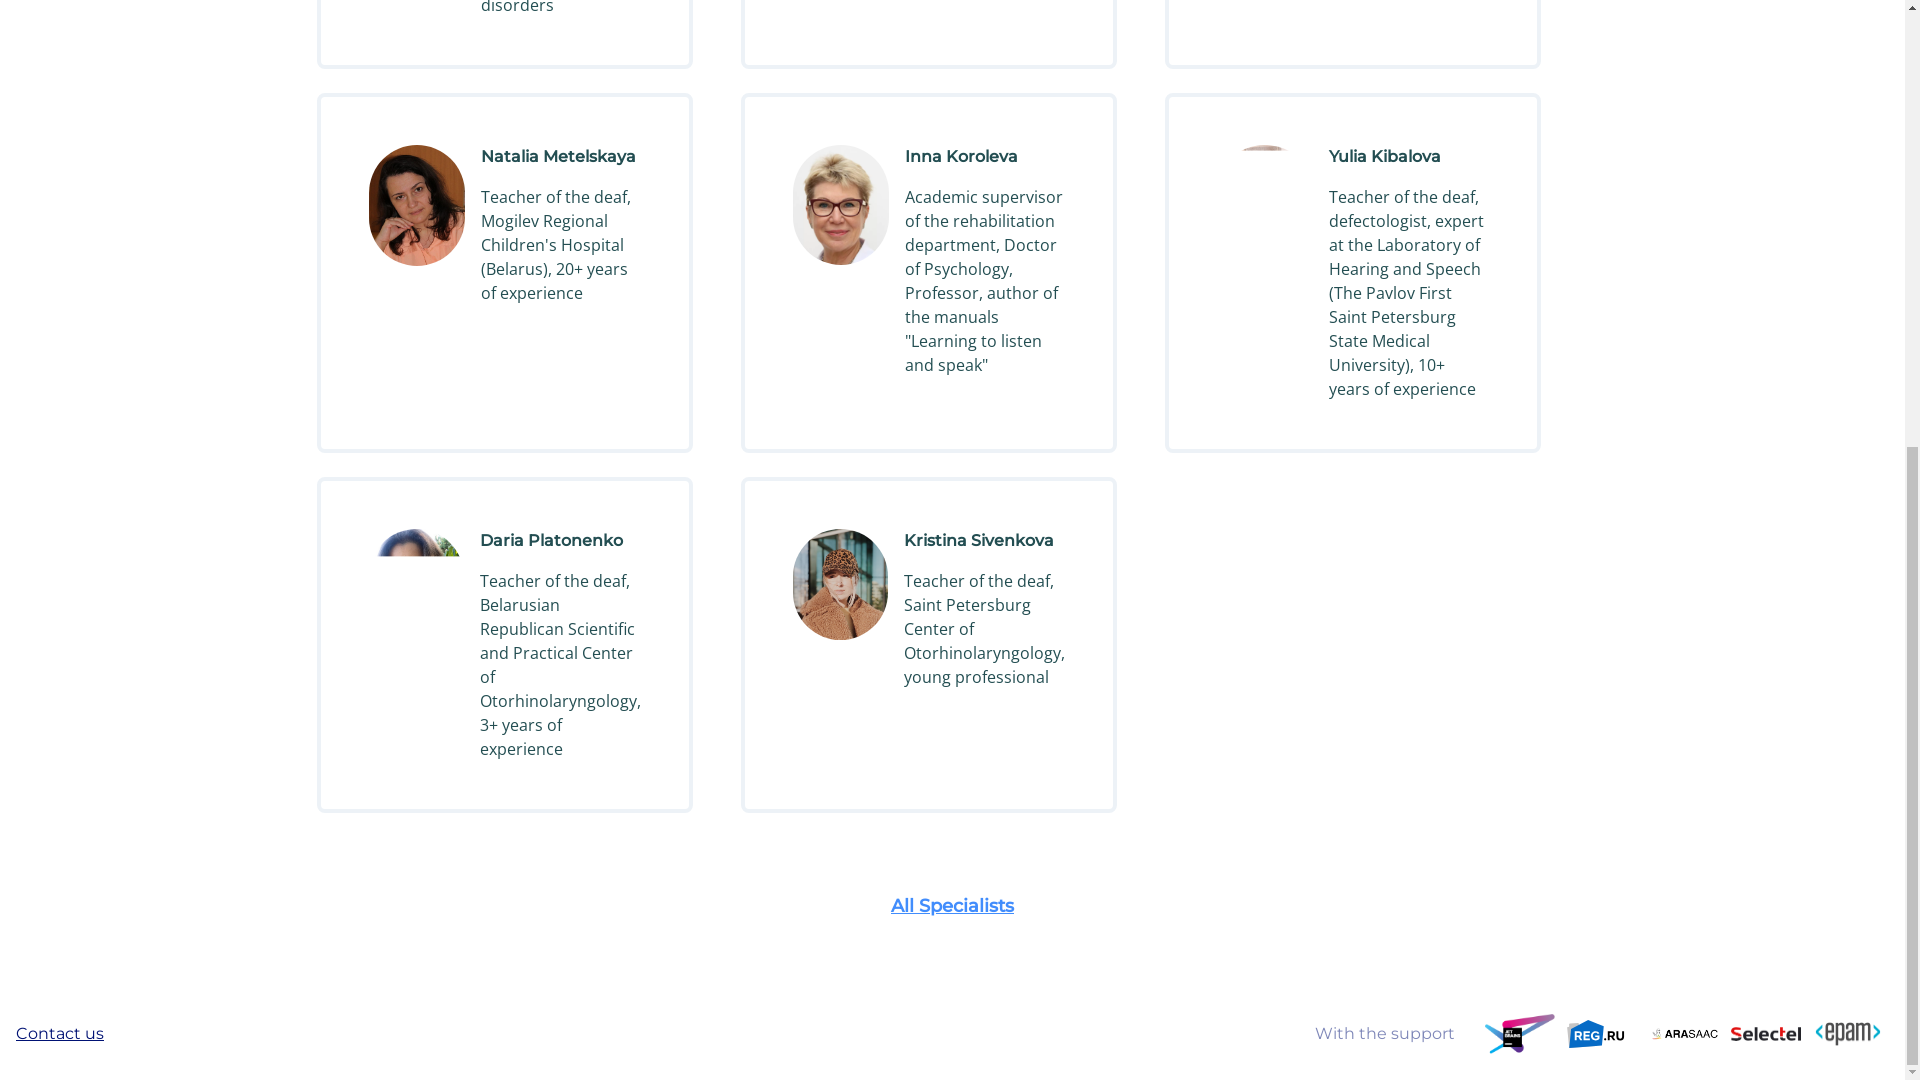 disorders
Natalia Metelskaya
Teacher of the deaf,
Mogilev Regional
Children's Hospital
(Belarus), 20+ years
of experience
Inna Koroleva
Academic supervisor
of the rehabilitation
department, Doctor
of Psychology,
Professor, author of
the manuals
"Learning to listen
and speak"
Yulia Kibalova
Teacher of the deaf,
defectologist, expert
at the Laboratory of
Hearing and Speech
(The Pavlov First
Saint Petersburg
State Medical
University), 10+
years of experience
Daria Platonenko
Teacher of the deaf,
Belarusian
Republican Scientific
and Practical Center
of
Otorhinolaryngology,
3+ years of
experience
Kristina Sivenkova
Teacher of the deaf,
Saint Petersburg
Center of
Otorhinolaryngology,
young professional
All Specialists
Contact us
With the support
JET
BRAINS
REG.RU
ARASAAC
Selectel
<epam>